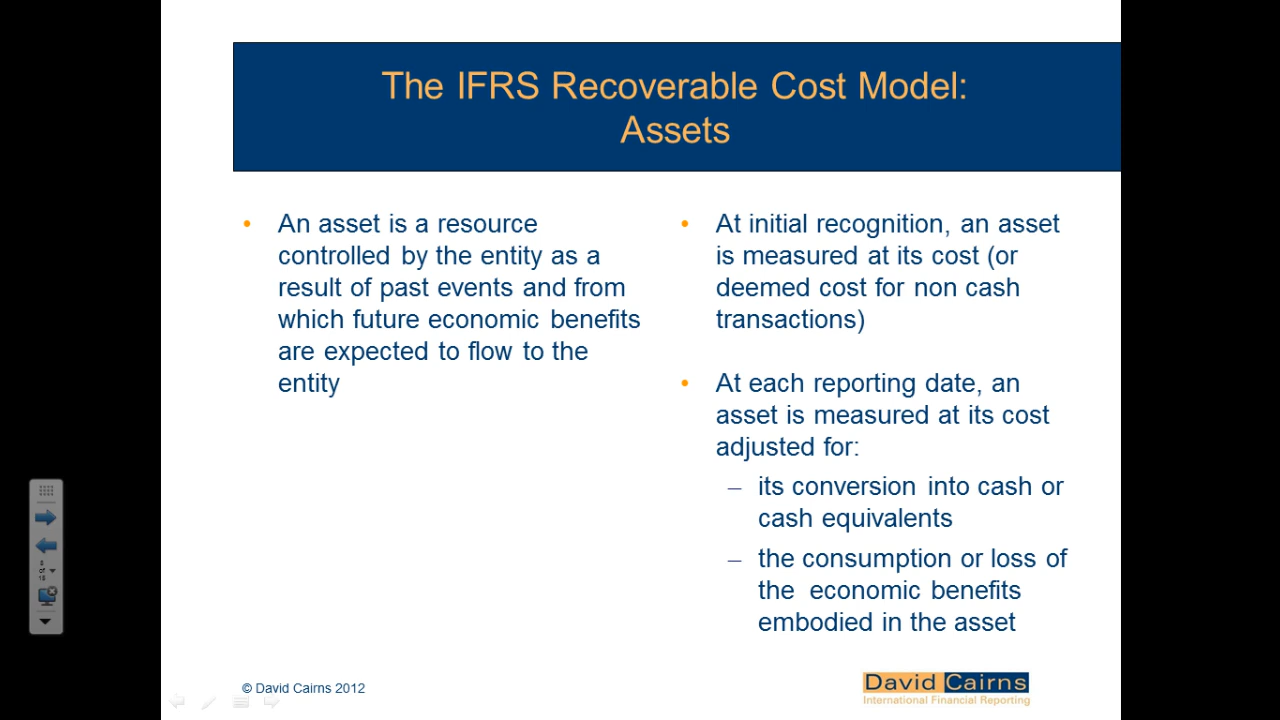 The IFRS Recoverable Cost Model:
Assets
• An asset is a resource
controlled by the entity as a
result of past events and from
which future economic benefits
are expected to flow to the
entity
• At initial recognition, an asset
is measured at its cost (or
deemed cost for non cash
transactions)
• At each reporting date, an
asset is measured at its cost
adjusted for:
– its conversion into cash or
cash equivalents
– the consumption or loss of
the economic benefits
embodied in the asset
of
© David Cairns 2012
David Cairns
International Financial Reporting